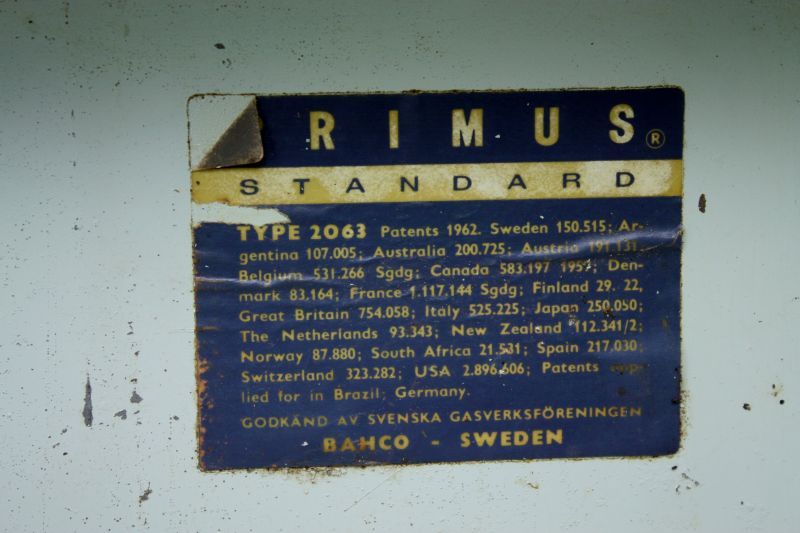 RIMUS ®
STANDARD
TYPE 2063 Patents 1962. Sweden 150.515; Ar-
gentina 107.005; Australia 200.725; Austria 191.131.
Belgium 531.266 Sgdg; Canada 583.197 1959; Den-
mark 83.164; France 1.117.144 Sgdg; Finland 29. 22,
Great Britain 754.058; Italy 525.225; Japan 250.050;
The Netherlands 93.343; New Zealand 112.341/2;
Norway 87.880; South Africa 21.531; Spain 217.030;
Switzerland 323.282; USA 2.896.606; Patents
lied for in Brazil, Germany.
GODKÄND AV SVENSKA GASVERKSFÖRENINGEN
BAHCO - SWEDEN